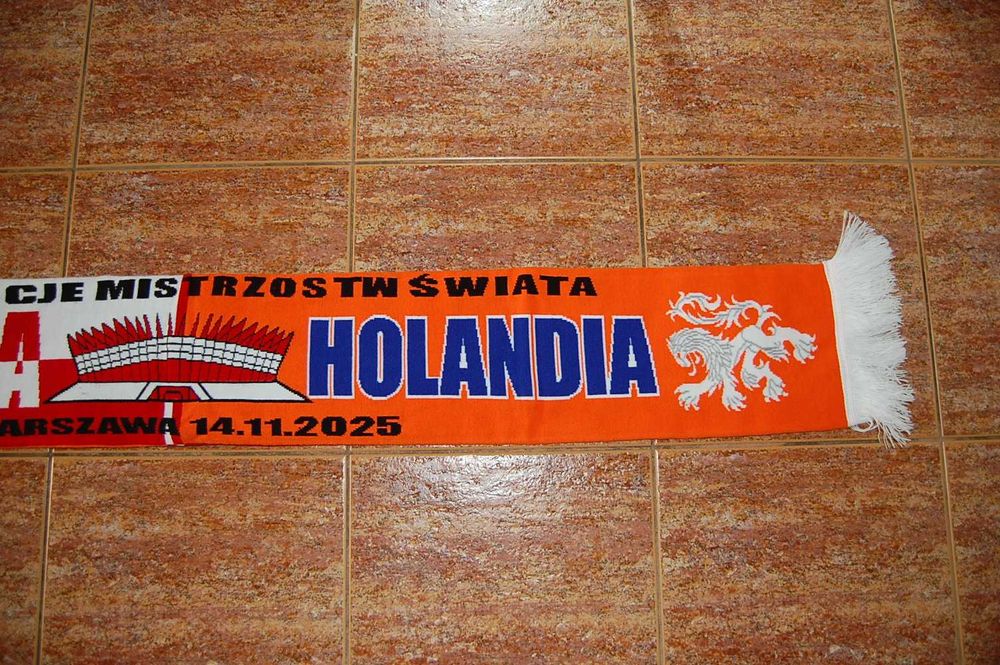 CJE MISTRZOSTW ŚWIATA
A HOLANDIA
ARSZAWA 14.11.2025